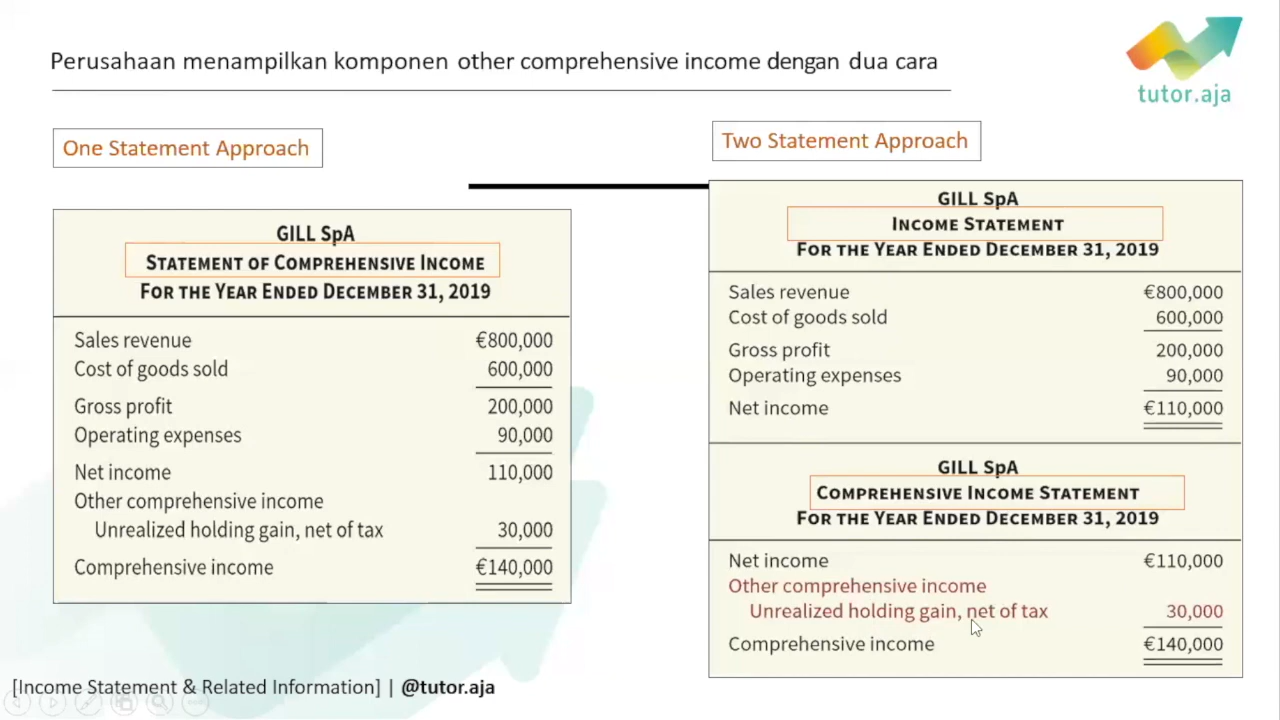 Perusahaan menampilkan komponen other comprehensive income dengan dua cara
tutor.aja
One Statement Approach
GILL SpA
STATEMENT OF COMPREHENSIVE INCOME
FOR THE YEAR ENDED DECEMBER 31, 2019
Sales revenue €800,000
Cost of goods sold 600,000
Gross profit 200,000
Operating expenses 90,000
Net income 110,000
Other comprehensive income
Unrealized holding gain, net of tax 30,000
Comprehensive income €140,000
Two Statement Approach
GILL SpA
INCOME STATEMENT
FOR THE YEAR ENDED DECEMBER 31, 2019
Sales revenue €800,000
Cost of goods sold 600,000
Gross profit 200,000
Operating expenses 90,000
Net income €110,000
GILL SpA
COMPREHENSIVE INCOME STATEMENT
FOR THE YEAR ENDED DECEMBER 31, 2019
Net income €110,000
Other comprehensive income
Unrealized holding gain, net of tax 30,000
Comprehensive income €140,000
[Income Statement & Related Information] | @tutor.aja